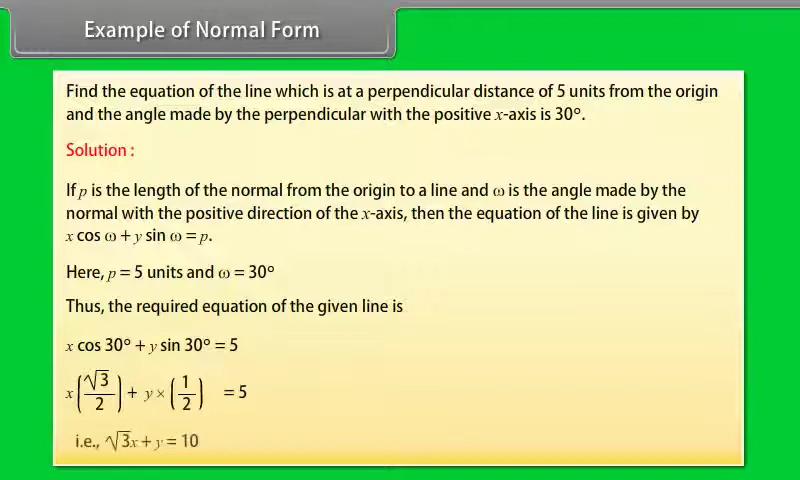 Example of Normal Form
Find the equation of the line which is at a perpendicular distance of 5 units from the origin
and the angle made by the perpendicular with the positive x-axis is 30°.
Solution :
If p is the length of the normal from the origin to a line and ω is the angle made by the
normal with the positive direction of the x-axis, then the equation of the line is given by
x cos ω + y sin ω = p.
Here, p = 5 units and ω = 30°
Thus, the required equation of the given line is
x cos 30° + y sin 30° = 5
x (√3/2) + y × (1/2) = 5
i.e., √3x + y = 10